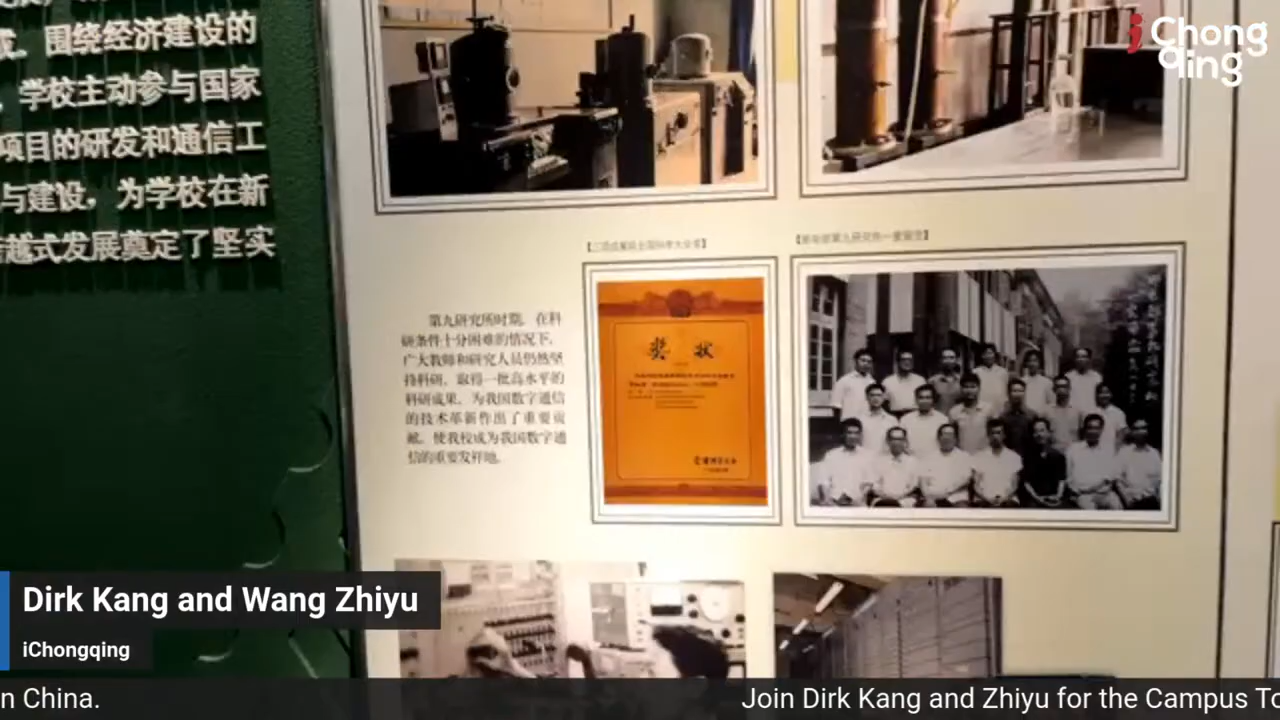 围绕经济建设的
学校主动参与国家
项目的研发和通信工
与建设，为学校在新
越式发展奠定了坚实
第九研究所时期，在科
研条件十分困难的情况下，
广大教师和研究人员仍然坚
持科研，取得一批高水平的
科研成果，为我国数字通信
的技术革新作出了重要贡
献，使我校成为我国数字通
信的重要发祥地。
奖状
iChong
qing
Dirk Kang and Wang Zhiyu
iChongqing
n China.
Join Dirk Kang and Zhiyu for the Campus To